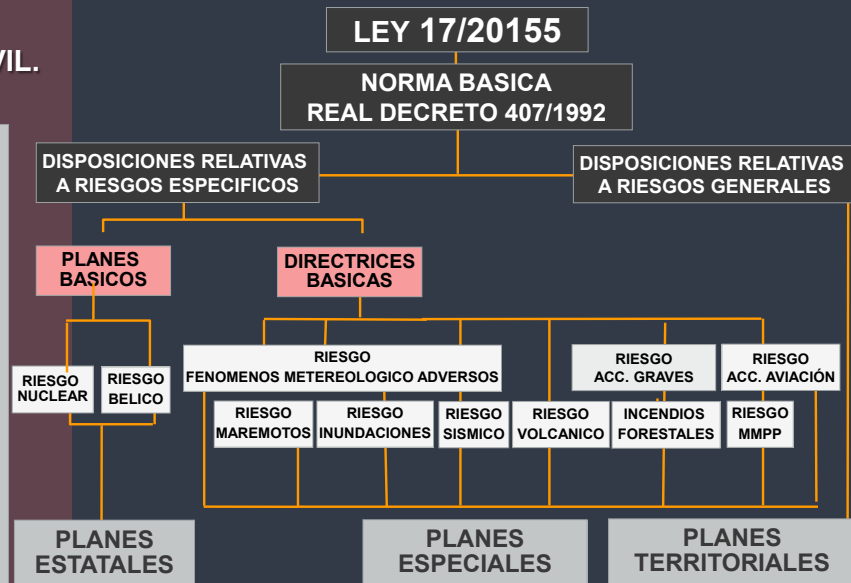 LEY 17/20155
VIL.
NORMA BASICA
REAL DECRETO 407/1992
DISPOSICIONES RELATIVAS
A RIESGOS ESPECIFICOS
DISPOSICIONES RELATIVAS
A RIESGOS GENERALES
PLANES
BASICOS
DIRECTRICES
BASICAS
RIESGO
NUCLEAR
RIESGO
BELICO
RIESGO
FENOMENOS METEREOLOGICO ADVERSOS
RIESGO
ACC. GRAVES
RIESGO
ACC. AVIACIÓN
RIESGO
MAREMOTOS
RIESGO
INUNDACIONES
RIESGO
SISMICO
RIESGO
VOLCANICO
INCENDIOS
FORESTALES
RIESGO
MMPP
PLANES
ESTATALES
PLANES
ESPECIALES
PLANES
TERRITORIALES